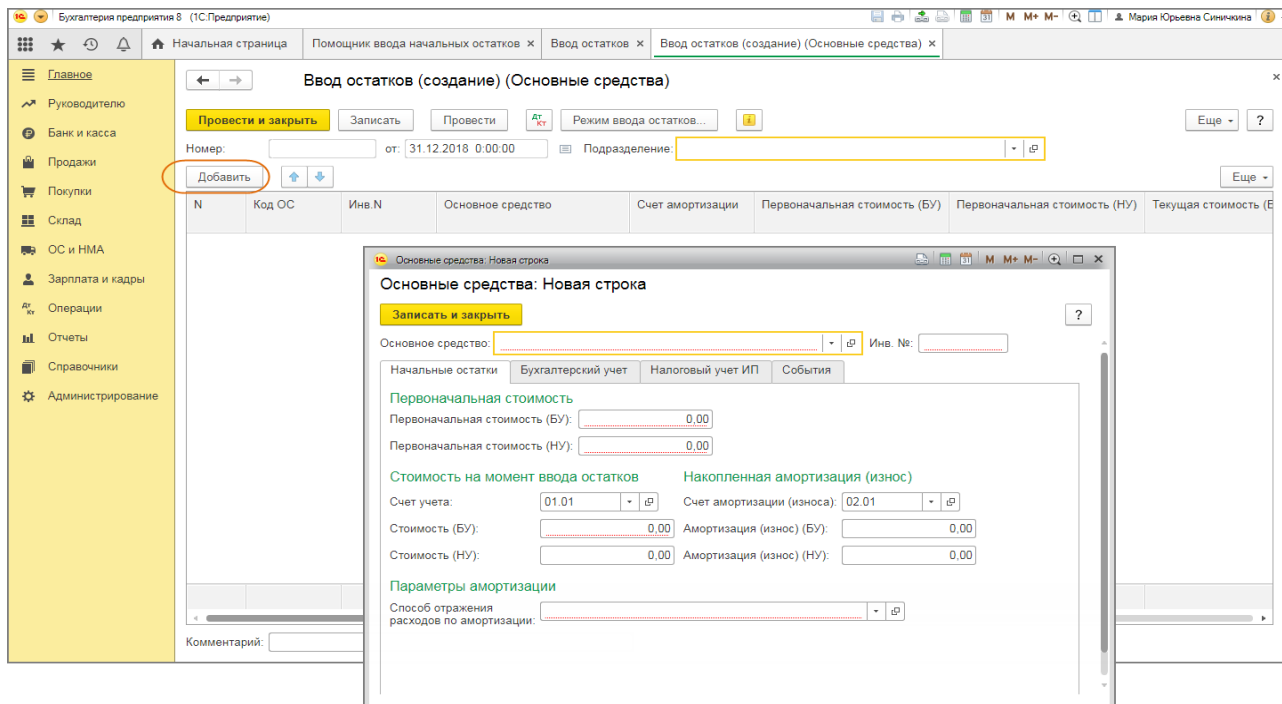 1С Бухгалтерия предприятия 8 (1С:Предприятие) 31 M M+ M- Мария Юрьевна Синичкина i
Начальная страница Помощник ввода начальных остатков × Ввод остатков × Ввод остатков (создание) (Основные средства) ×
Главное
Руководителю
Банк и касса
Продажи
Покупки
Склад
ОС и НМА
Зарплата и кадры
Дт Кт Операции
Отчеты
Справочники
Администрирование
Ввод остатков (создание) (Основные средства) ×
Провести и закрыть Записать Провести Дт Кт Режим ввода остатков... i Еще ?
Номер: от: 31.12.2018 0:00:00 Подразделение:
Добавить Еще
N Код ОС Инв.N Основное средство Счет амортизации Первоначальная стоимость (БУ) Первоначальная стоимость (НУ) Текущая стоимость (Б
Комментарий:
1С Основные средства: Новая строка 31 M M+ M- ×
Основные средства: Новая строка
Записать и закрыть ?
Основное средство: Инв. №:
Начальные остатки Бухгалтерский учет Налоговый учет ИП События
Первоначальная стоимость
Первоначальная стоимость (БУ): 0,00
Первоначальная стоимость (НУ): 0,00
Стоимость на момент ввода остатков Накопленная амортизация (износ)
Счет учета: 01.01 Счет амортизации (износа): 02.01
Стоимость (БУ): 0,00 Амортизация (износ) (БУ): 0,00
Стоимость (НУ): 0,00 Амортизация (износ) (НУ): 0,00
Параметры амортизации
Способ отражения
расходов по амортизации: